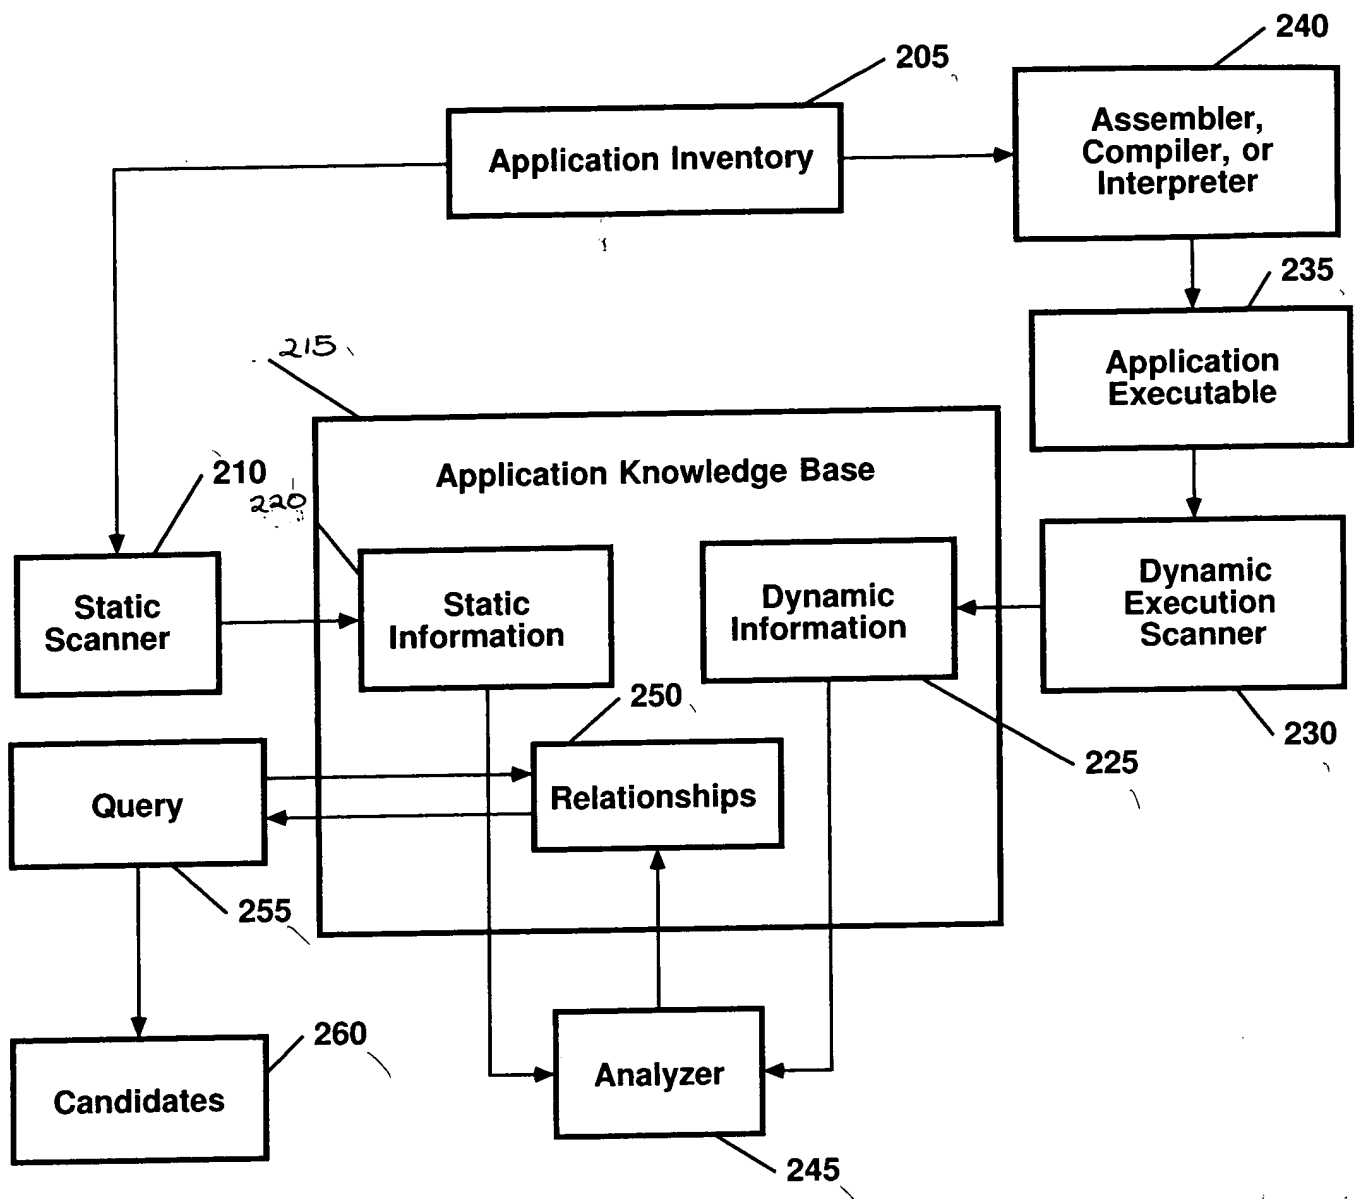 240
205
Assembler,
Compiler, or
Interpreter
Application Inventory
235
Application
Executable
215
Application Knowledge Base
210
220
Static
Scanner
Static
Information
Dynamic
Information
Dynamic
Execution
Scanner
250
230
225
Query
Relationships
255
260
Candidates
Analyzer
245